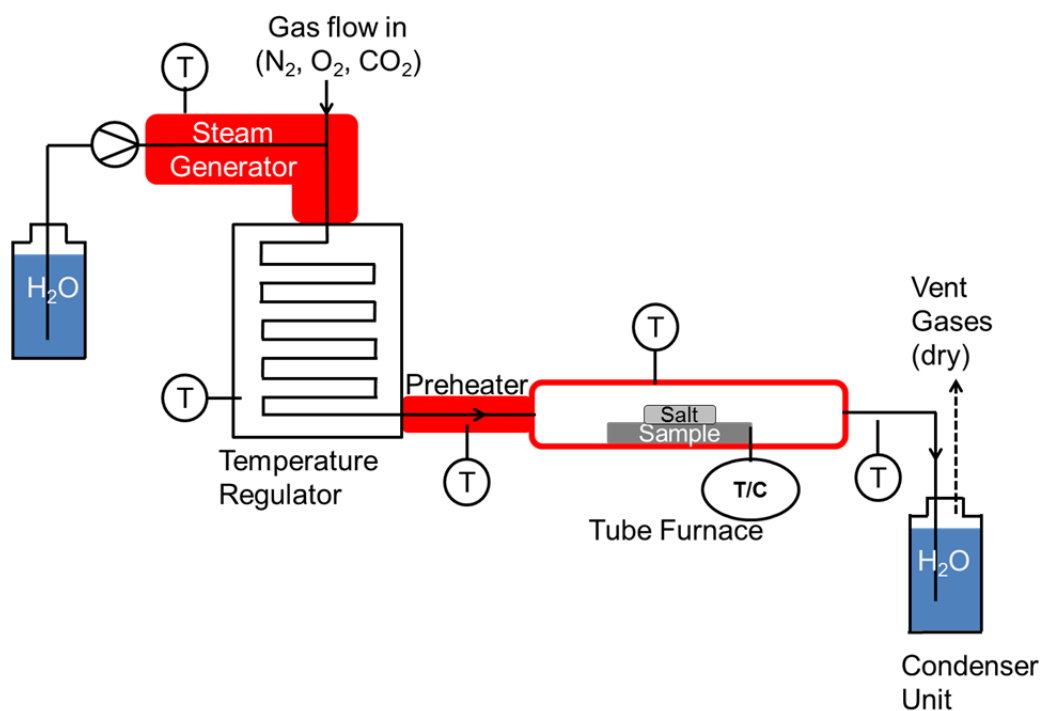 Gas flow in
(N₂, O₂, CO₂)
T
Steam
Generator
H₂O
T
Temperature
Regulator
Preheater
T
T
Salt
Sample
T/C
Tube Furnace
T
Vent
Gases
(dry)
H₂O
Condenser
Unit